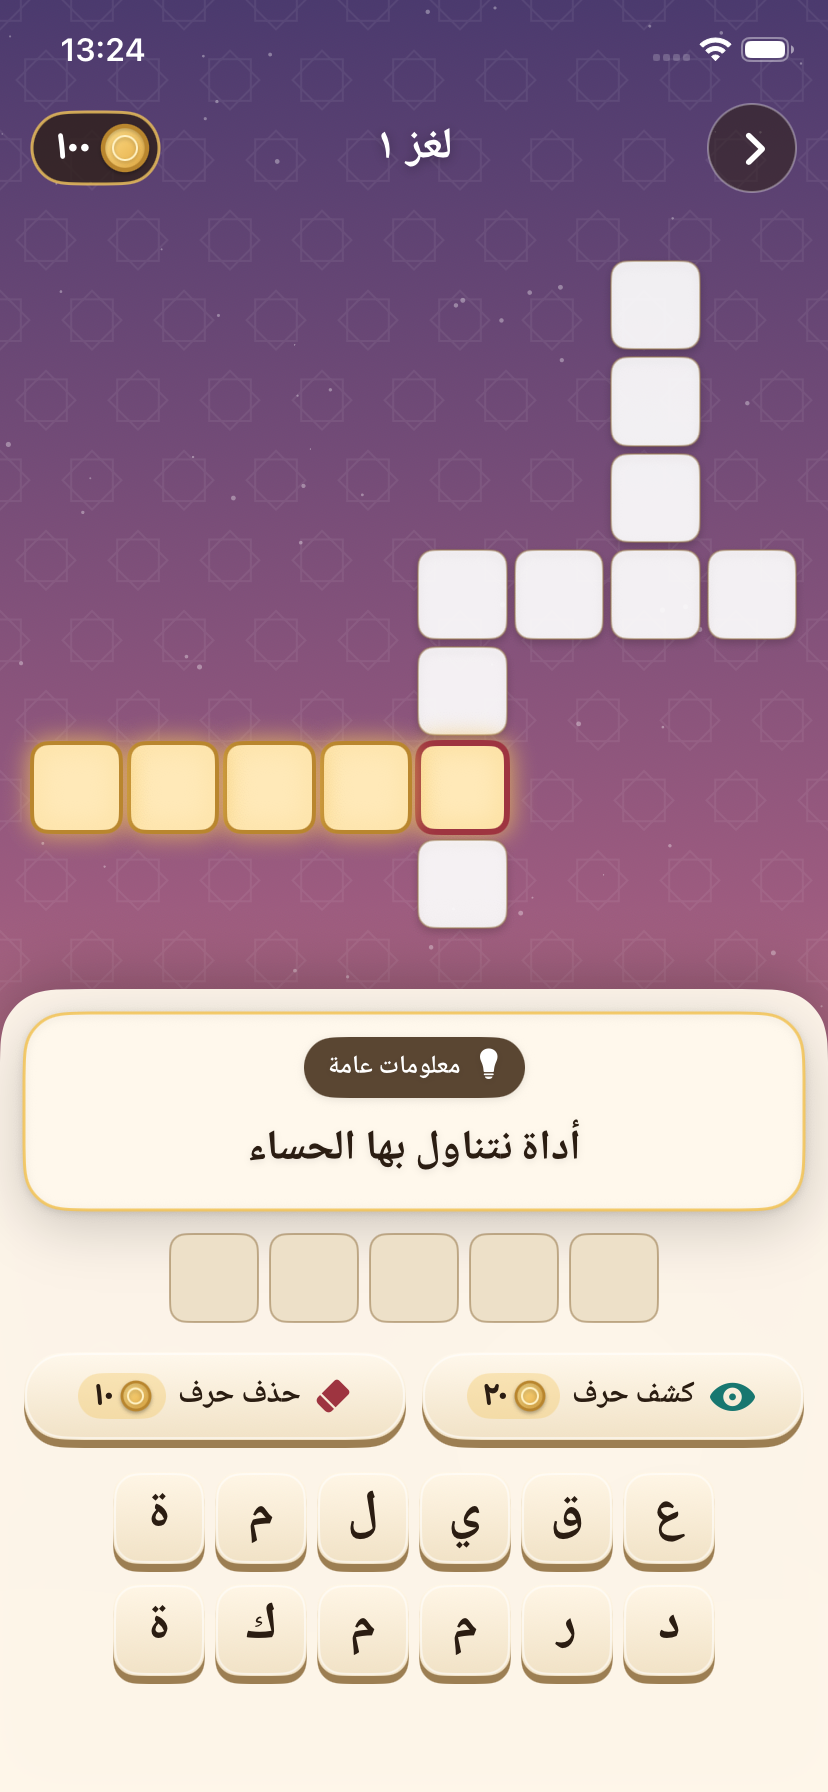 13:24
لغز ١
١٠٠
معلومات عامة
أداة نتناول بها الحساء
كشف حرف ٢٠
حذف حرف ١٠
ع ق ي ل م ة
د ر م م ك ة